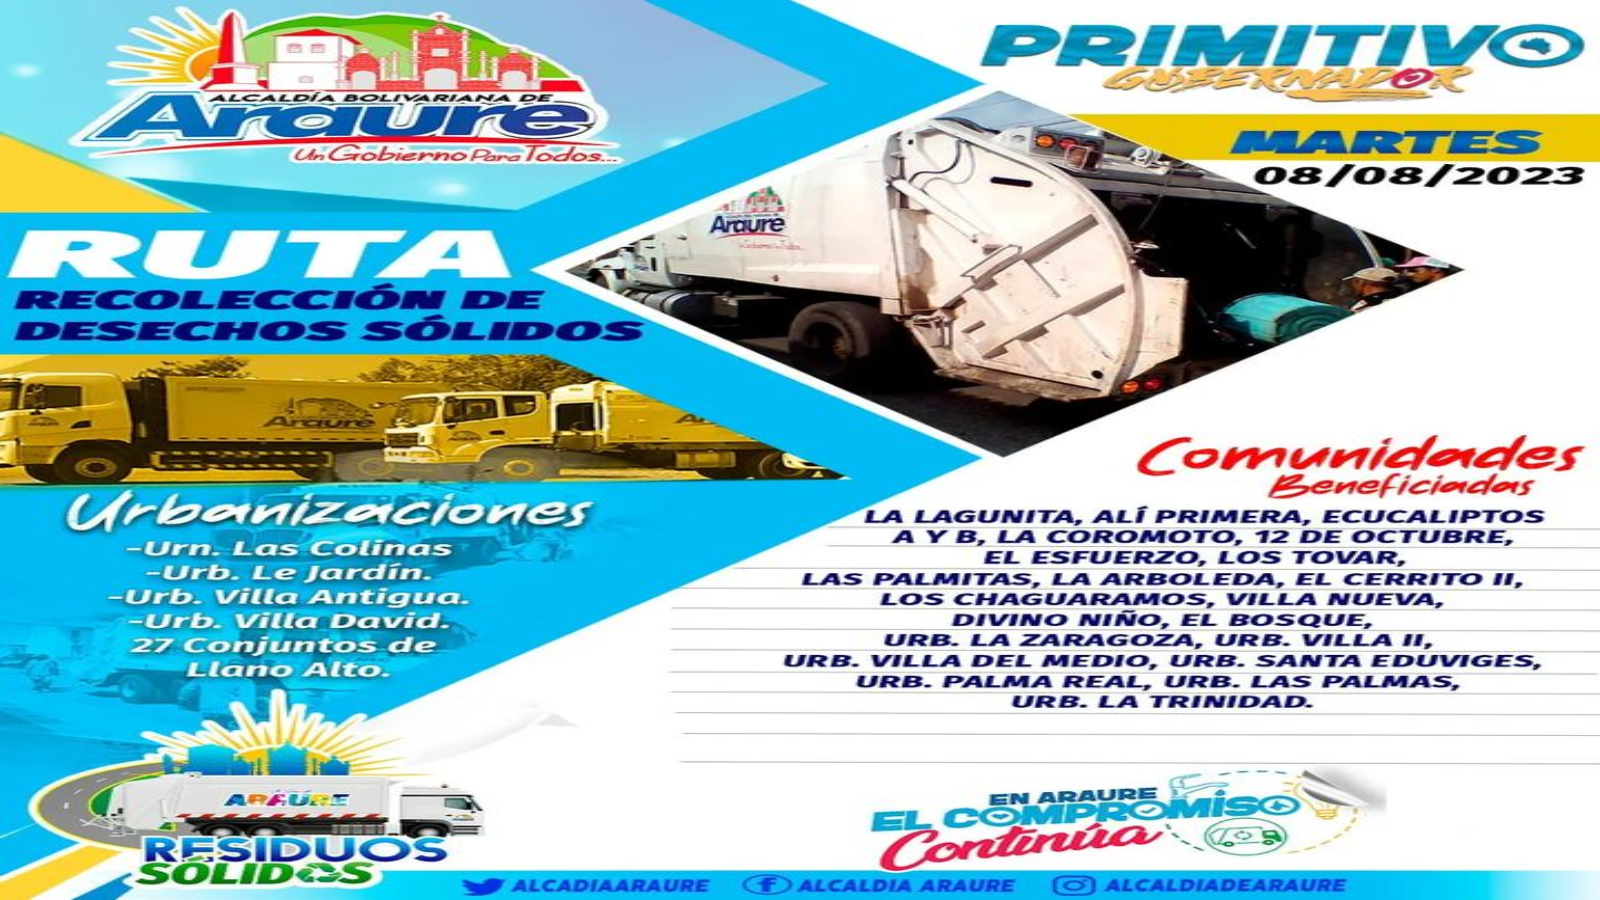 ALCALDÍA BOLIVARIANA DE
Araure
Un Gobierno Para Todos...
PRIMITIVO
GOBERNADOR
MARTES
08/08/2023
Araure
RUTA
RECOLECCIÓN DE
DESECHOS SÓLIDOS
Araure
Urbanizaciones
-Urn. Las Colinas
-Urb. Le Jardín.
-Urb. Villa Antigua.
-Urb. Villa David.
27 Conjuntos de
Llano Alto.
Comunidades
Beneficiadas
LA LAGUNITA, ALÍ PRIMERA, ECUCALIPTOS
A Y B, LA COROMOTO, 12 DE OCTUBRE,
EL ESFUERZO, LOS TOVAR,
LAS PALMITAS, LA ARBOLEDA, EL CERRITO II,
LOS CHAGUARAMOS, VILLA NUEVA,
DIVINO NIÑO, EL BOSQUE,
URB. LA ZARAGOZA, URB. VILLA II,
URB. VILLA DEL MEDIO, URB. SANTA EDUVIGES,
URB. PALMA REAL, URB. LAS PALMAS,
URB. LA TRINIDAD.
ARAURE
RESIDUOS
SÓLIDOS
EN ARAURE
EL COMPROMISO
Continúa
ALCADIAARAURE
ALCALDIA ARAURE
ALCALDIADEARAURE